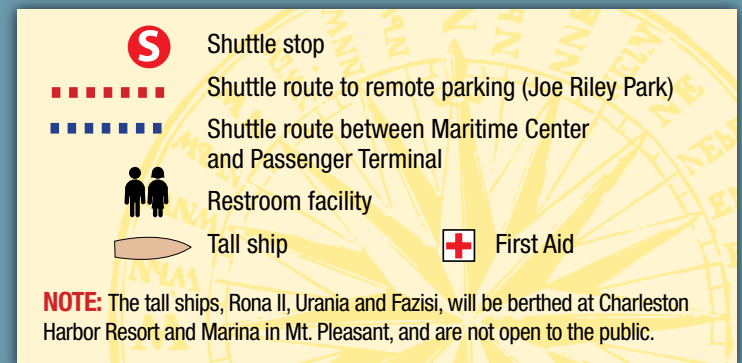 S Shuttle stop
Shuttle route to remote parking (Joe Riley Park)
Shuttle route between Maritime Center
and Passenger Terminal
Restroom facility
Tall ship First Aid
NOTE: The tall ships, Rona II, Urania and Fazisi, will be berthed at Charleston
Harbor Resort and Marina in Mt. Pleasant, and are not open to the public.